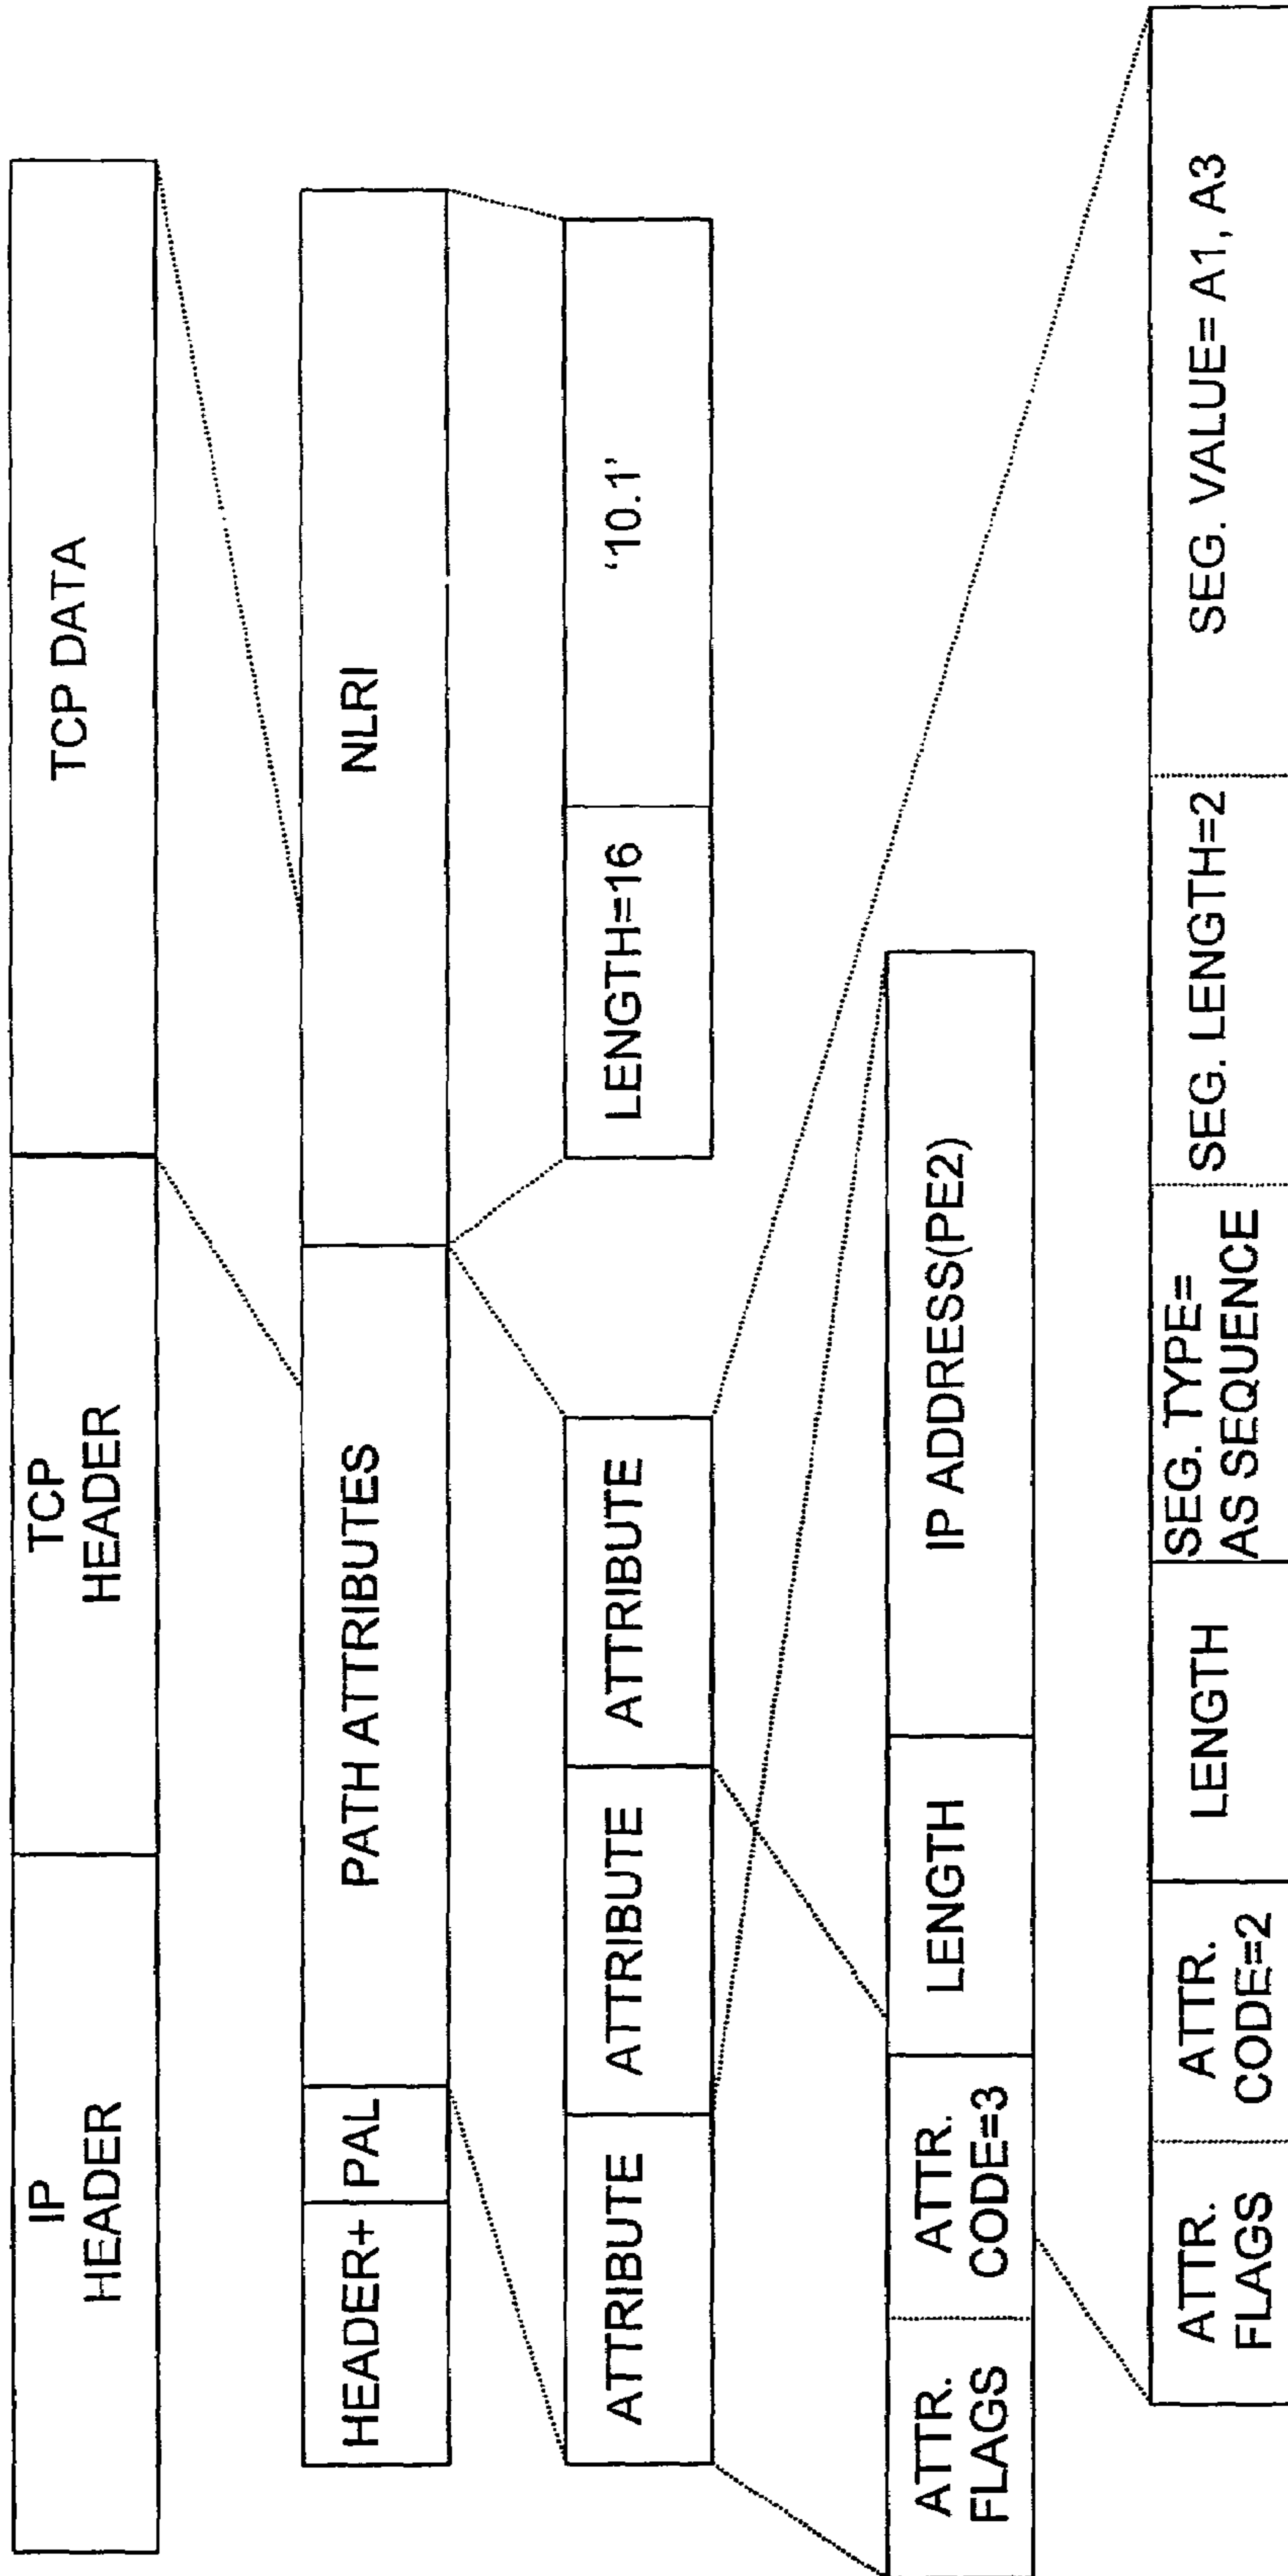 IP
HEADER
TCP
HEADER
TCP DATA
HEADER+
PAL
PATH ATTRIBUTES
NLRI
ATTRIBUTE
ATTRIBUTE
ATTRIBUTE
LENGTH=16
'10.1'
ATTR.
FLAGS
ATTR.
CODE=3
LENGTH
IP ADDRESS(PE2)
ATTR.
FLAGS
ATTR.
CODE=2
LENGTH
SEG. TYPE=
AS SEQUENCE
SEG. LENGTH=2
SEG. VALUE= A1, A3